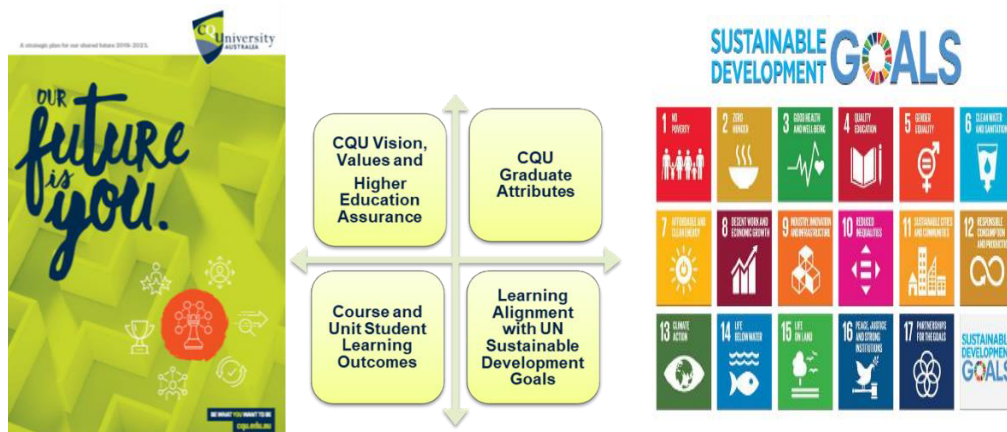 CQUniversity
AUSTRALIA
A strategic plan for our shared future 2019-2023.
OUR
future
is
you.
BE WHAT YOU WANT TO BE
cqu.edu.au
CQU Vision,
Values and
Higher
Education
Assurance
CQU
Graduate
Attributes
Course and
Unit Student
Learning
Outcomes
Learning
Alignment
with UN
Sustainable
Development
Goals
SUSTAINABLE
DEVELOPMENT
GOALS
1 NO
POVERTY
2 ZERO
HUNGER
3 GOOD HEALTH
AND WELL-BEING
4 QUALITY
EDUCATION
5 GENDER
EQUALITY
6 CLEAN WATER
AND SANITATION
7 AFFORDABLE AND
CLEAN ENERGY
8 DECENT WORK AND
ECONOMIC GROWTH
9 INDUSTRY, INNOVATION
AND INFRASTRUCTURE
10 REDUCED
INEQUALITIES
11 SUSTAINABLE CITIES
AND COMMUNITIES
12 RESPONSIBLE
CONSUMPTION
AND PRODUCTION
13 CLIMATE
ACTION
14 LIFE
BELOW WATER
15 LIFE
ON LAND
16 PEACE, JUSTICE
AND STRONG
INSTITUTIONS
17 PARTNERSHIPS
FOR THE GOALS
SUSTAINABLE
DEVELOPMENT
GOALS